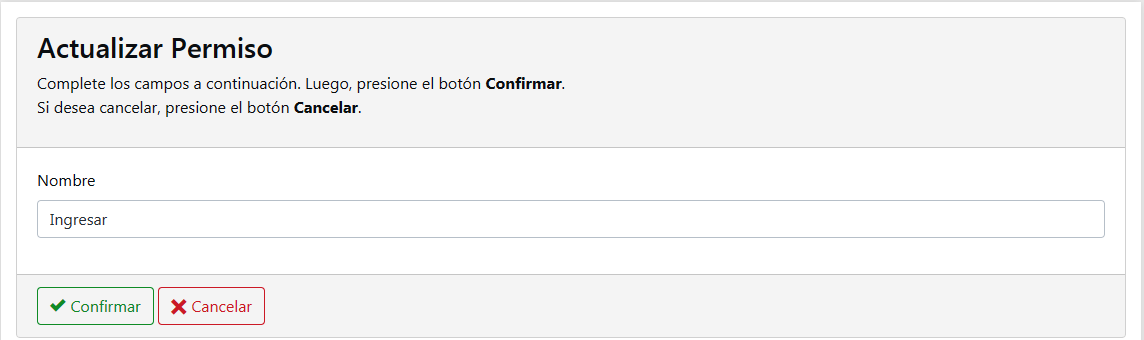 Actualizar Permiso
Complete los campos a continuación. Luego, presione el botón Confirmar.
Si desea cancelar, presione el botón Cancelar.
Nombre
Ingresar
Confirmar Cancelar